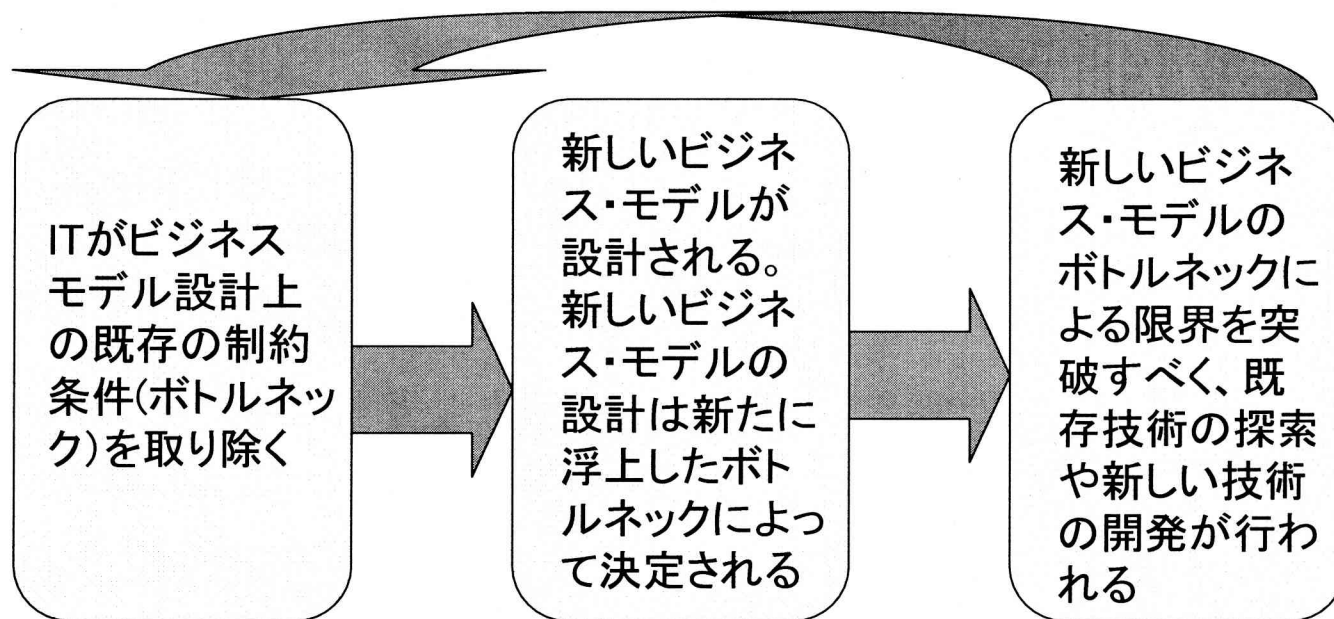 ITがビジネス
モデル設計上
の既存の制約
条件(ボトルネッ
ク)を取り除く
新しいビジネ
ス・モデルが
設計される。
新しいビジネ
ス・モデルの
設計は新たに
浮上したボト
ルネックによっ
て決定される
新しいビジネ
ス・モデルの
ボトルネックに
よる限界を突
破すべく、既
存技術の探索
や新しい技術
の開発が行わ
れる